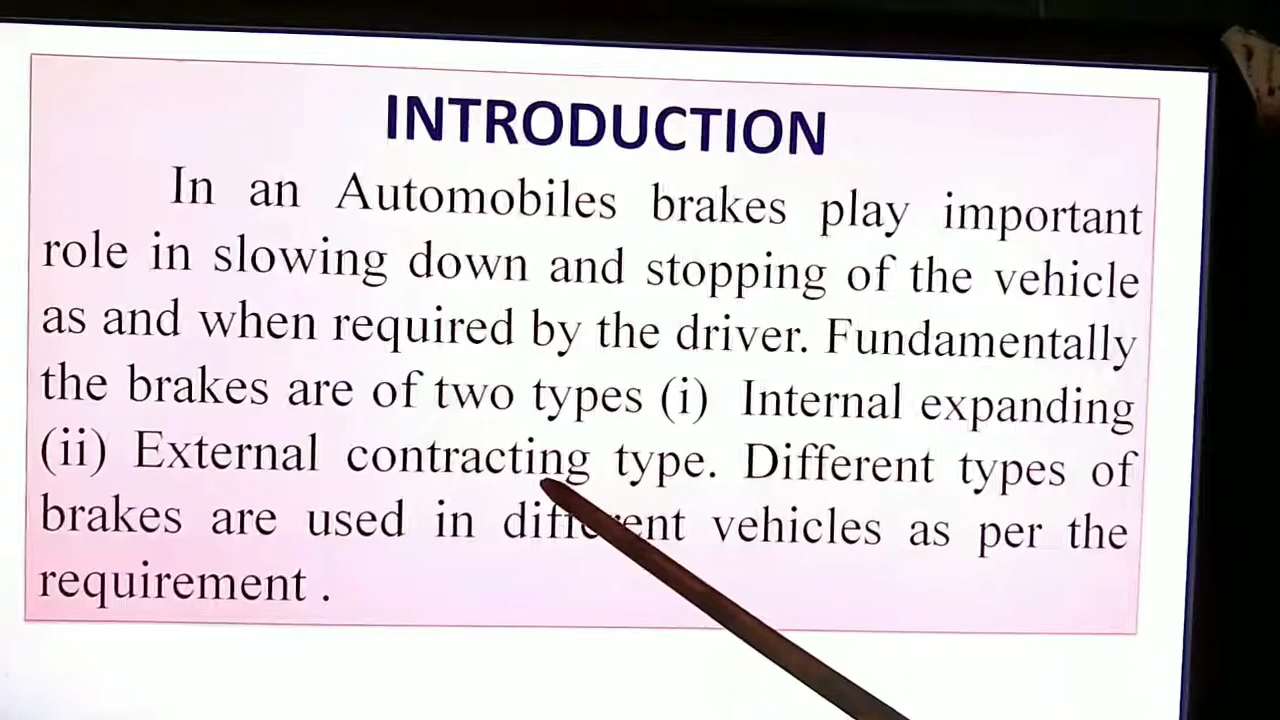 INTRODUCTION
In an Automobiles brakes play important
role in slowing down and stopping of the vehicle
as and when required by the driver. Fundamentally
the brakes are of two types (i) Internal expanding
(ii) External contracting type. Different types of
brakes are used in different vehicles as per the
requirement .